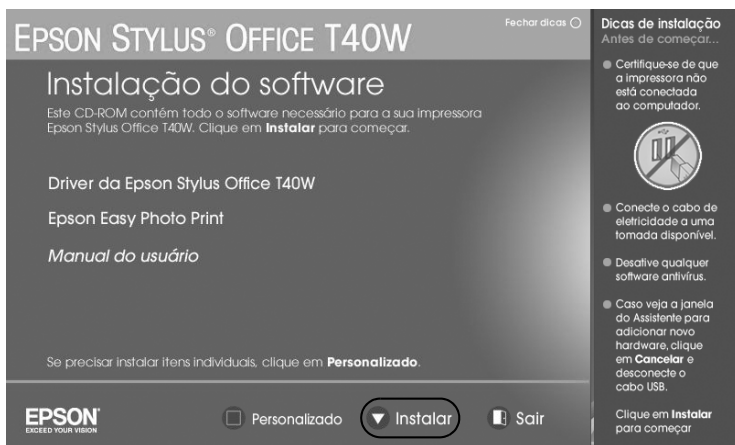 EPSON STYLUS® OFFICE T40W
Fechar dicas
Instalação do software
Este CD-ROM contém todo o software necessário para a sua impressora
Epson Stylus Office T40W. Clique em Instalar para começar.
Driver da Epson Stylus Office T40W
Epson Easy Photo Print
Manual do usuário
Se precisar instalar itens individuais, clique em Personalizado.
EPSON®
EXCEED YOUR VISION
Personalizado
Instalar
Sair
Dicas de instalação
Antes de começar...
Certifique-se de que
a impressora não
está conectada
ao computador.
Conecte o cabo de
eletricidade a uma
tomada disponível.
Desative qualquer
software antivírus.
Caso veja a janela
do Assistente para
adicionar novo
hardware, clique
em Cancelar e
desconecte o
cabo USB.
Clique em Instalar
para começar